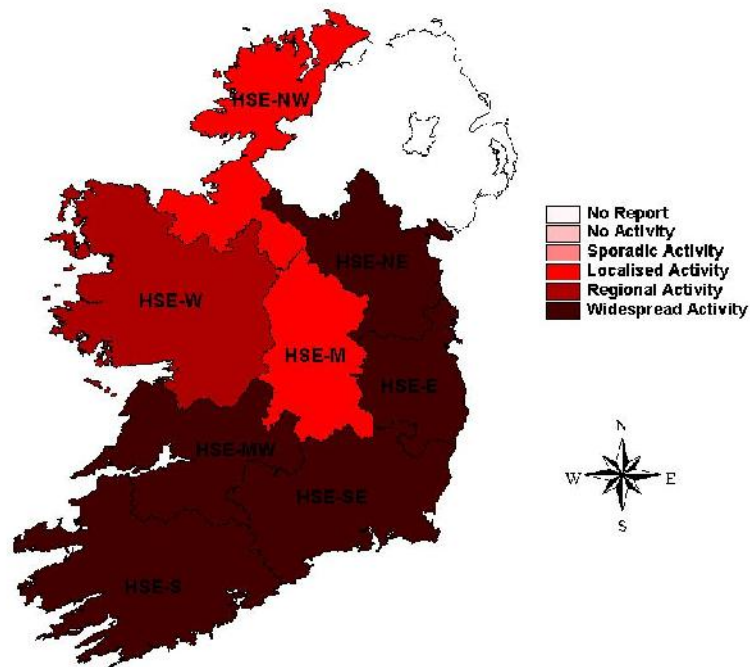 HSE-NW
No Report
No Activity
Sporadic Activity
HSE-NE
Localised Activity
Regional Activity
HSE-W
Widespread Activity
HSE-M
HSE-E
HSE-MW
N
W E
HSE-SE
S
HSE-S